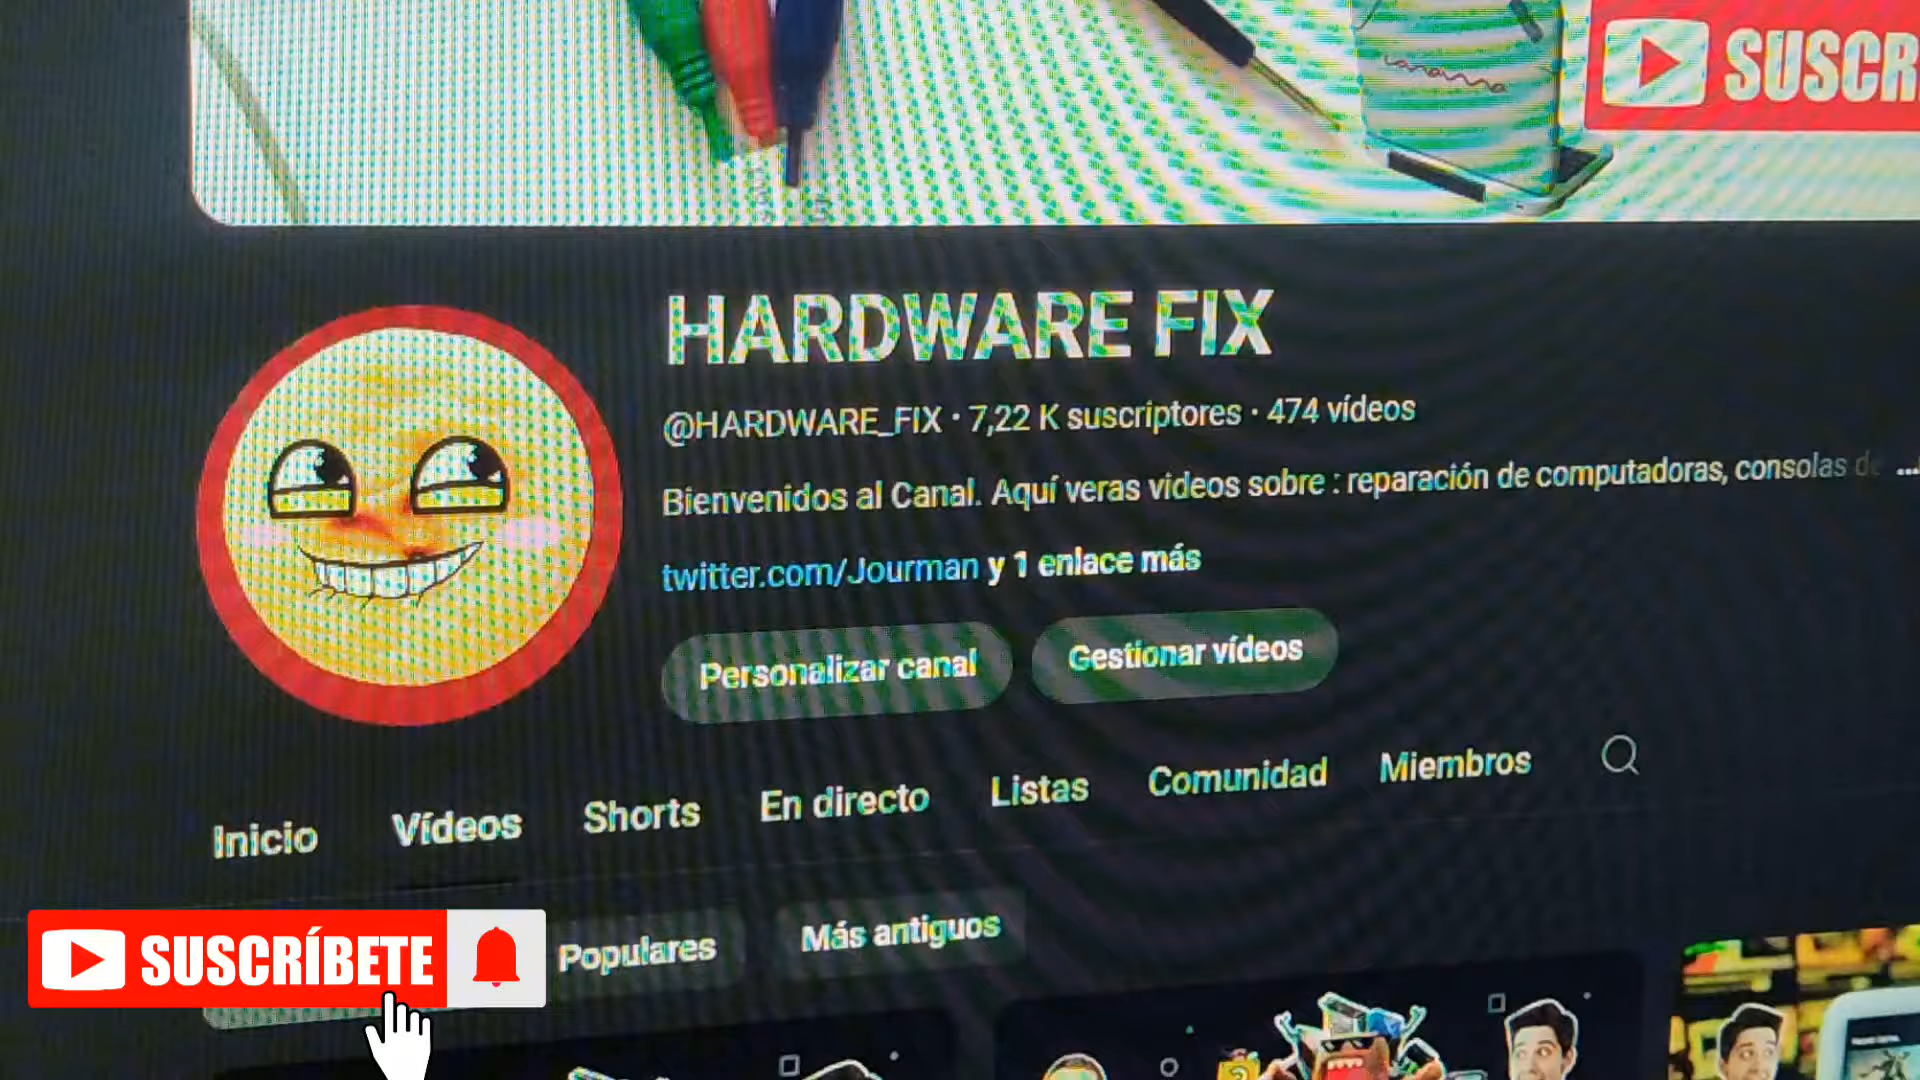 SUSCR
HARDWARE FIX
@HARDWARE_FIX • 7,22 K suscriptores • 474 vídeos
Bienvenidos al Canal. Aquí veras videos sobre : reparación de computadoras, consolas de ...
twitter.com/Jourman y 1 enlace más
Personalizar canal
Gestionar vídeos
Inicio
Vídeos
Shorts
En directo
Listas
Comunidad
Miembros
SUSCRÍBETE
Populares
Más antiguos